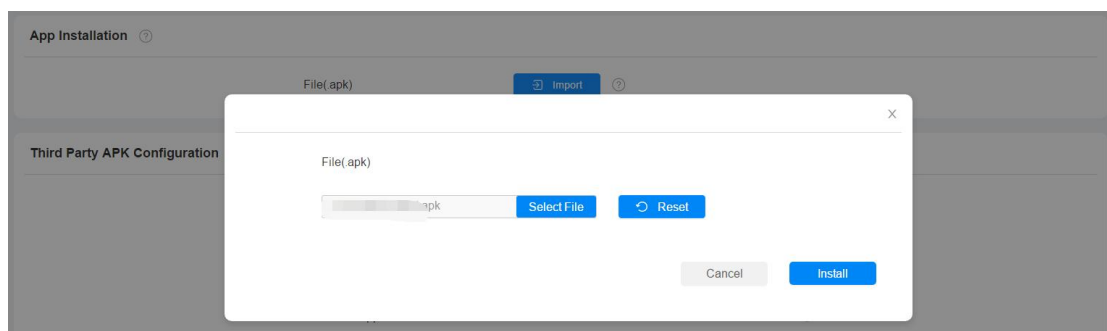 App Installation
File(.apk) Import
Third Party APK Configuration
File(.apk)
apk Select File Reset
Cancel Install